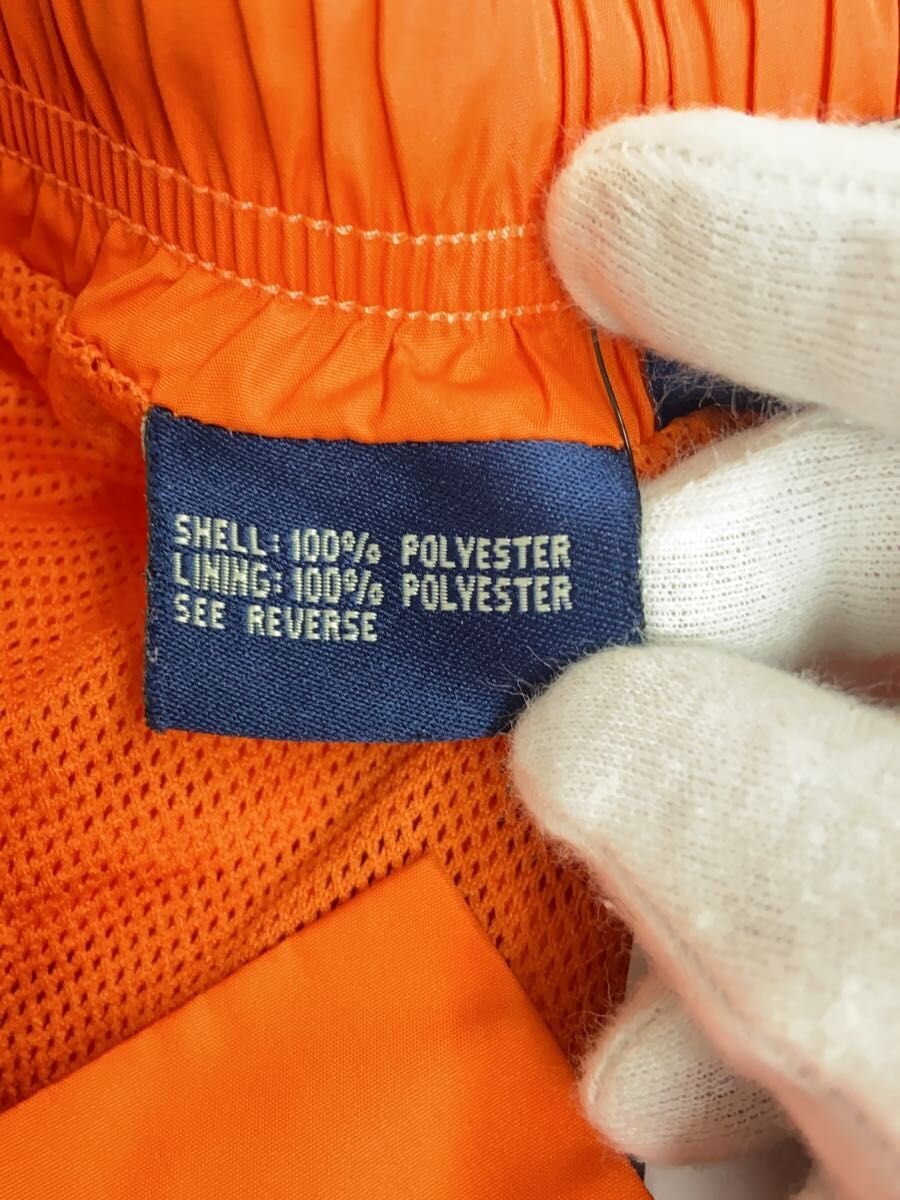 SHELL: 100% POLYESTER
LINING: 100% POLYESTER
SEE REVERSE